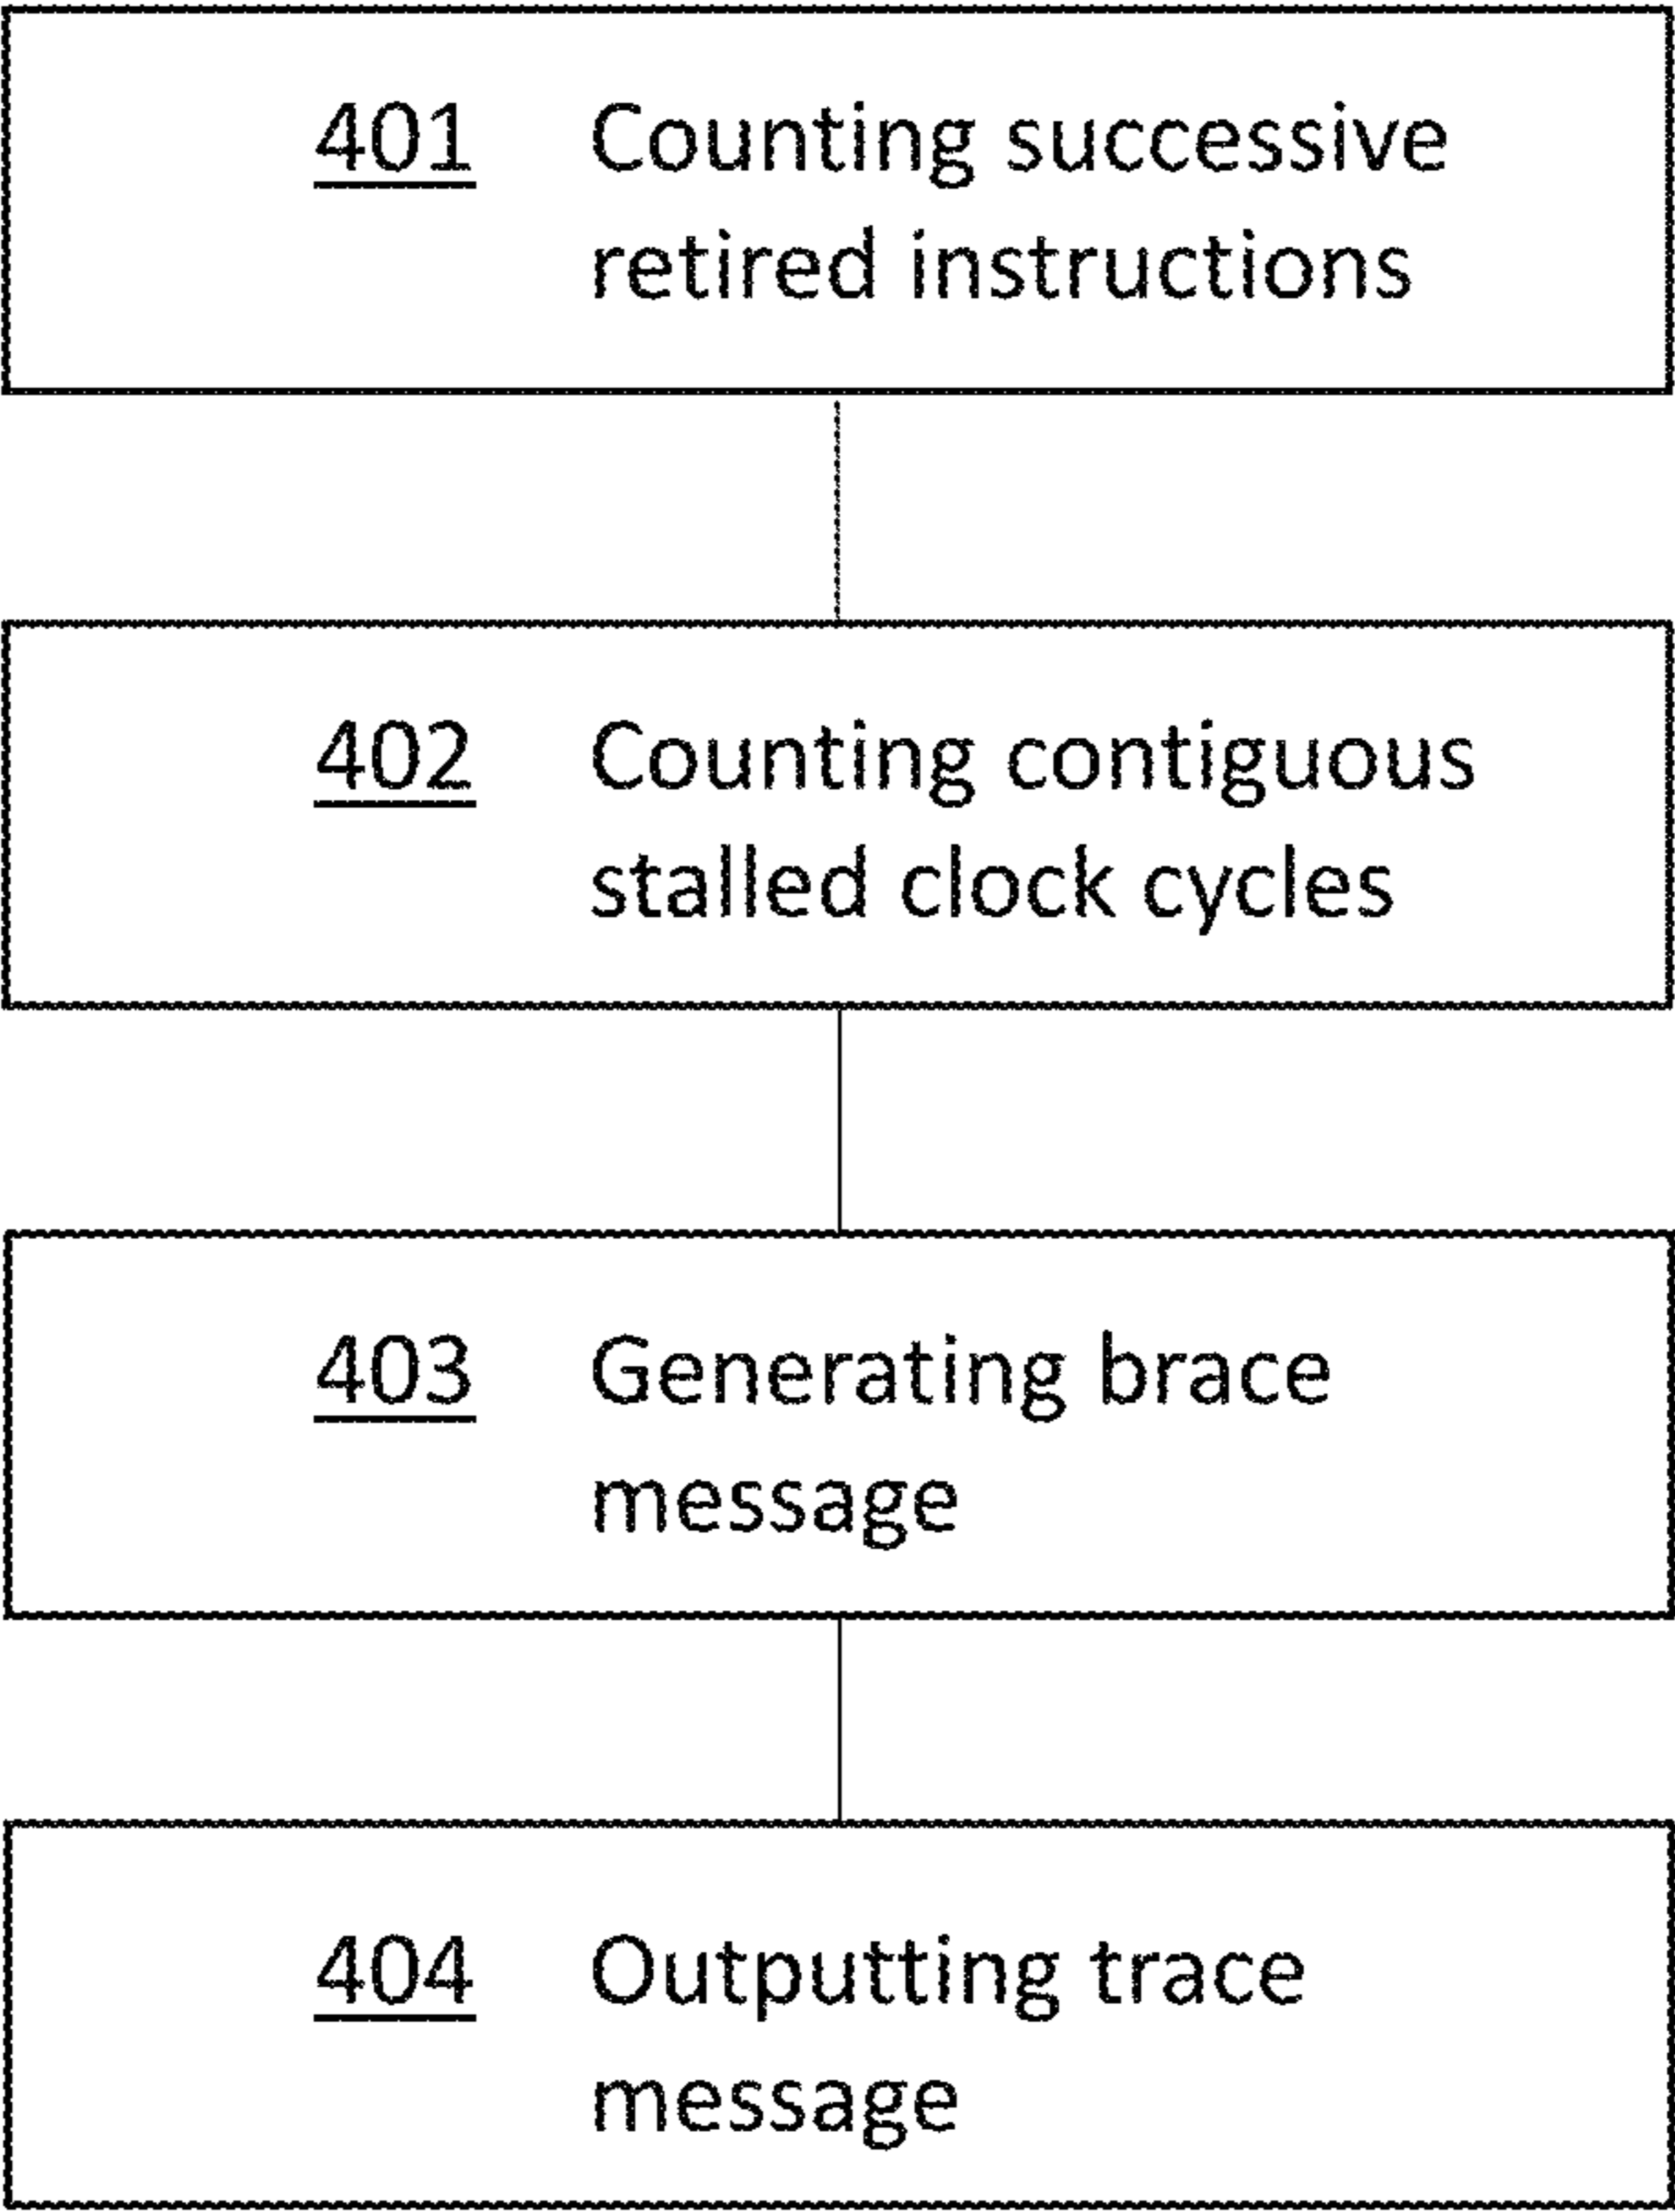 401 Counting successive
retired instructions
402 Counting contiguous
stalled clock cycles
403 Generating brace
message
404 Outputting trace
message